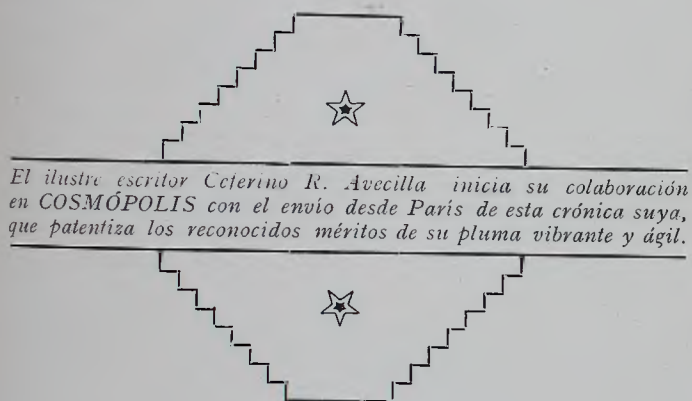 El ilustre escritor Ceferino R. Avecilla inicia su colaboración
en COSMÓPOLIS con el envío desde París de esta crónica suya,
que patentiza los reconocidos méritos de su pluma vibrante y ágil.